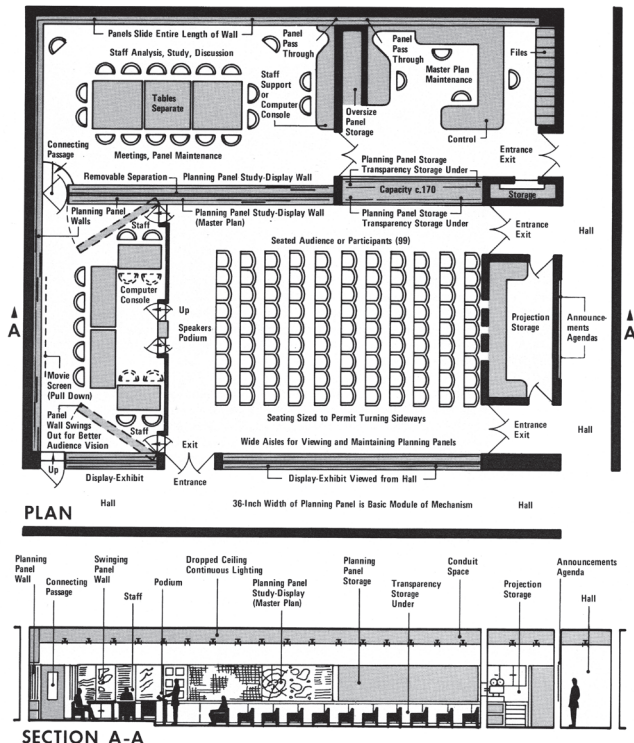 Panels Slide Entire Length of Wall
Staff Analysis, Study, Discussion
Panel
Pass
Through
Panel
Pass
Through
Files
Master Plan
Maintenance
Staff
Support
or
Computer
Console
Tables
Separate
Oversize
Panel
Storage
Control
Connecting
Passage
Meetings, Panel Maintenance
Entrance
Exit
Removable Separation
Planning Panel Study-Display Wall
Planning Panel Storage
Transparency Storage Under
Capacity c.170
Storage
Planning Panel
Walls
Planning Panel Study-Display Wall
(Master Plan)
Planning Panel Storage
Transparency Storage Under
Staff
Entrance
Exit
Hall
Seated Audience or Participants (99)
Computer
Console
Up
Speakers
Podium
Projection
Storage
Announce-
ments
Agendas
A
A
Movie
Screen
(Pull Down)
Panel
Wall Swings
Out for Better
Audience Vision
Staff
Seating Sized to Permit Turning Sideways
Entrance
Exit
Hall
Wide Aisles for Viewing and Maintaining Planning Panels
Exit
Up
Display-Exhibit
Entrance
Display-Exhibit Viewed from Hall
Hall
36-Inch Width of Planning Panel is Basic Module of Mechanism
Hall
PLAN
Planning
Panel
Wall
Connecting
Passage
Swinging
Panel
Wall
Staff
Podium
Dropped Ceiling
Continuous Lighting
Planning Panel
Study-Display
(Master Plan)
Planning
Panel
Storage
Transparency
Storage
Under
Conduit
Space
Projection
Storage
Announcements
Agenda
Hall
SECTION A-A